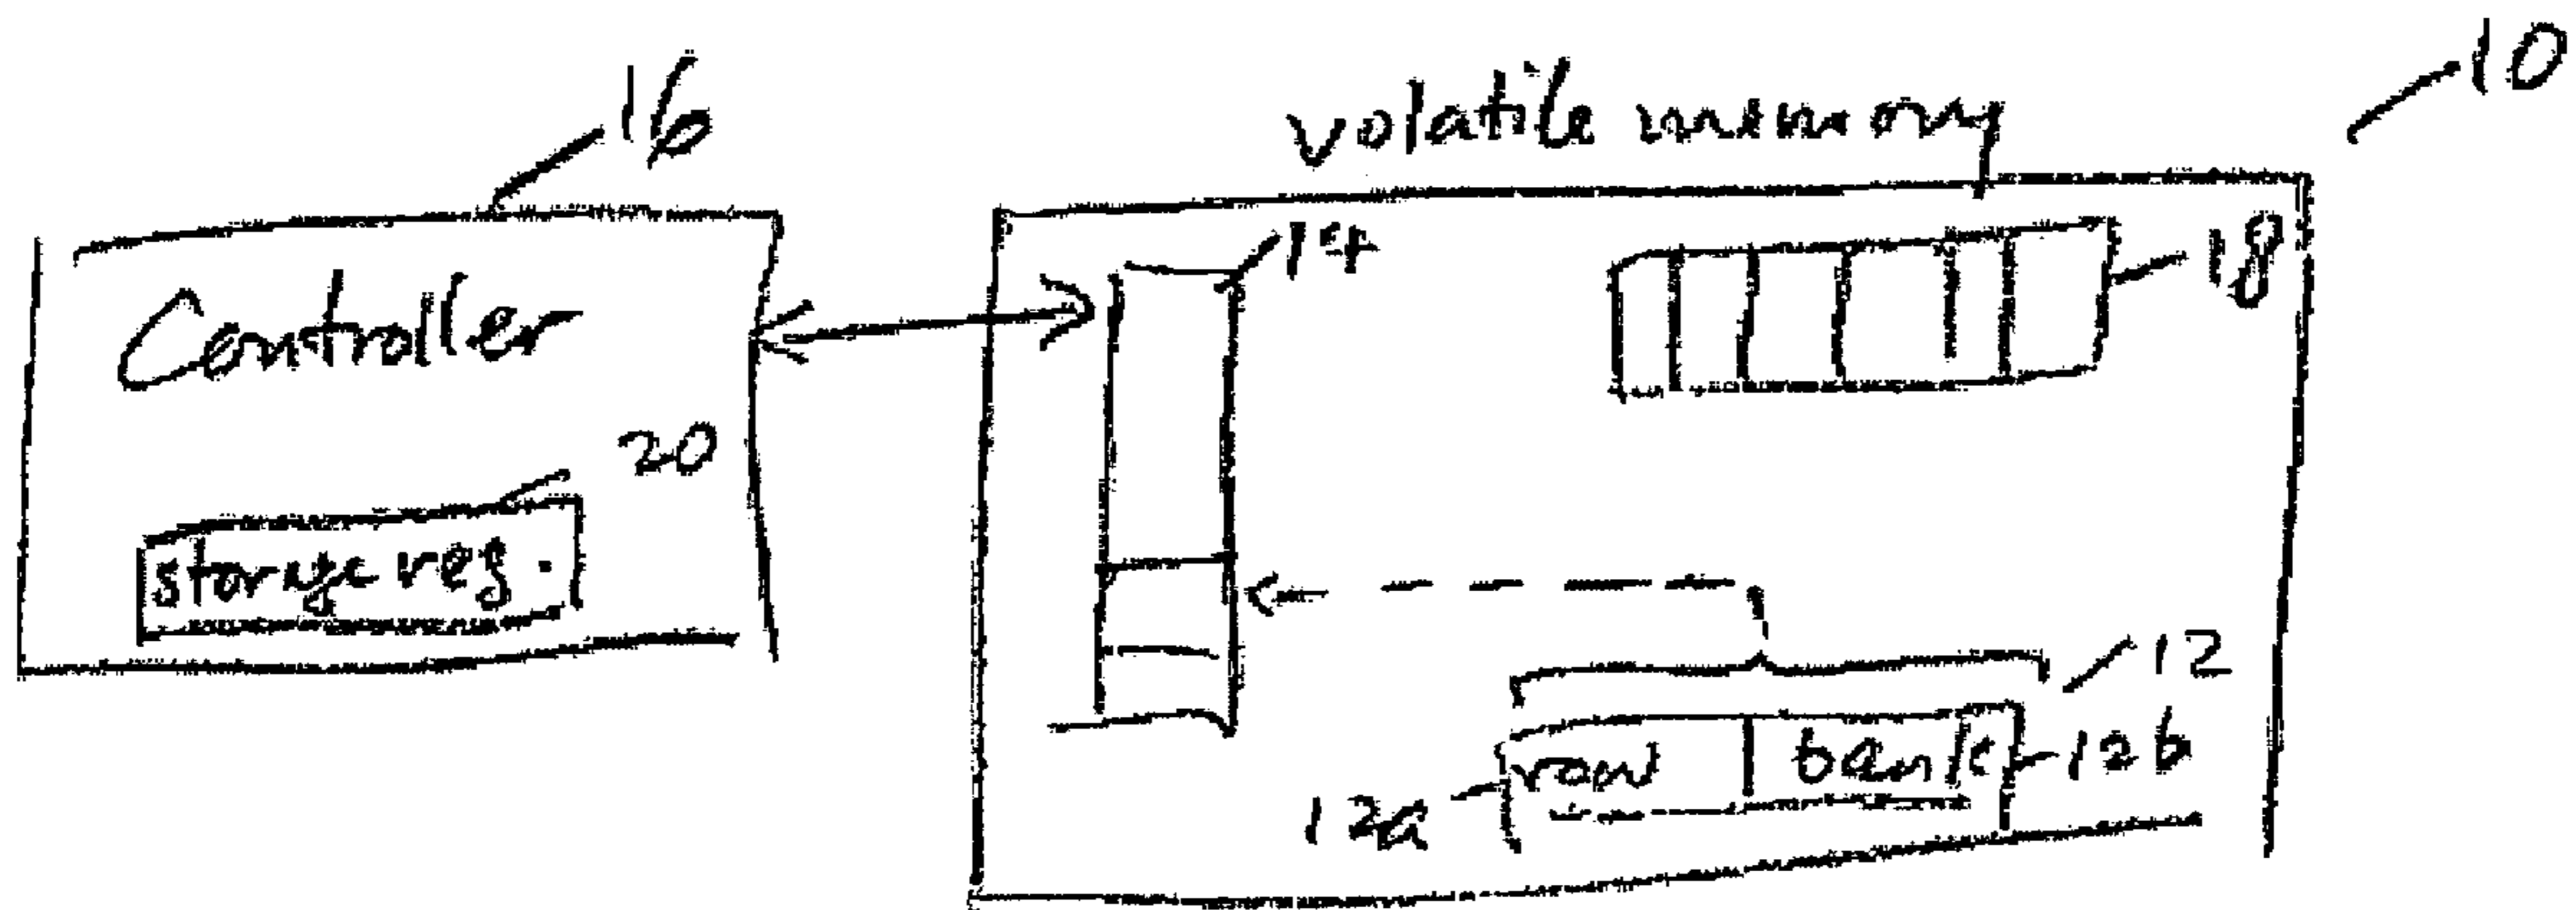 10
16
volatile memory
14
18
Controller
20
storage reg.
12
row bank 12b
12a